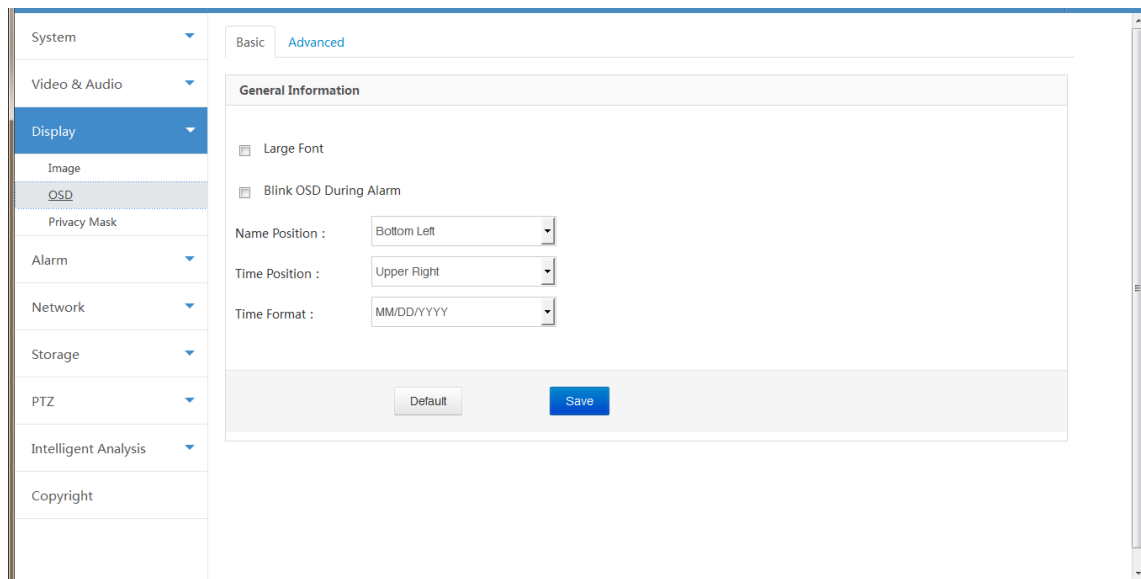 System
Video & Audio
Display
Image
OSD
Privacy Mask
Alarm
Network
Storage
PTZ
Intelligent Analysis
Copyright
Basic Advanced
General Information
Large Font
Blink OSD During Alarm
Name Position : Bottom Left
Time Position : Upper Right
Time Format : MM/DD/YYYY
Default Save